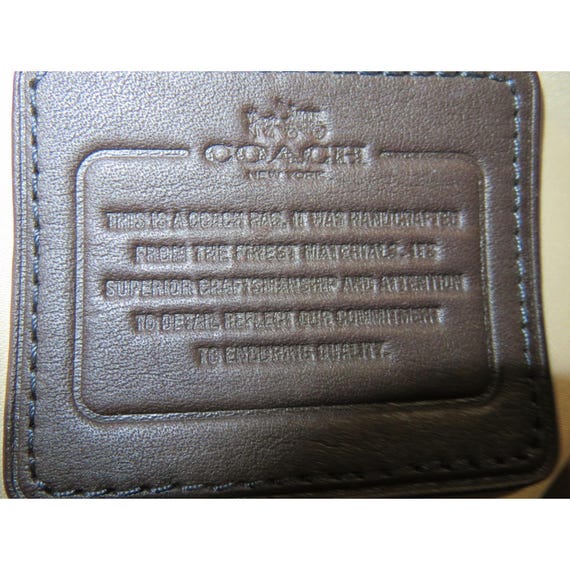 COACH
NEW YORK
THIS IS A COACH BAG. IT WAS HANDCRAFTED
FROM THE FINEST MATERIALS. ITS
SUPERIOR CRAFTSMANSHIP AND ATTENTION
TO DETAIL REFLECT OUR COMMITMENT
TO ENDURING QUALITY.